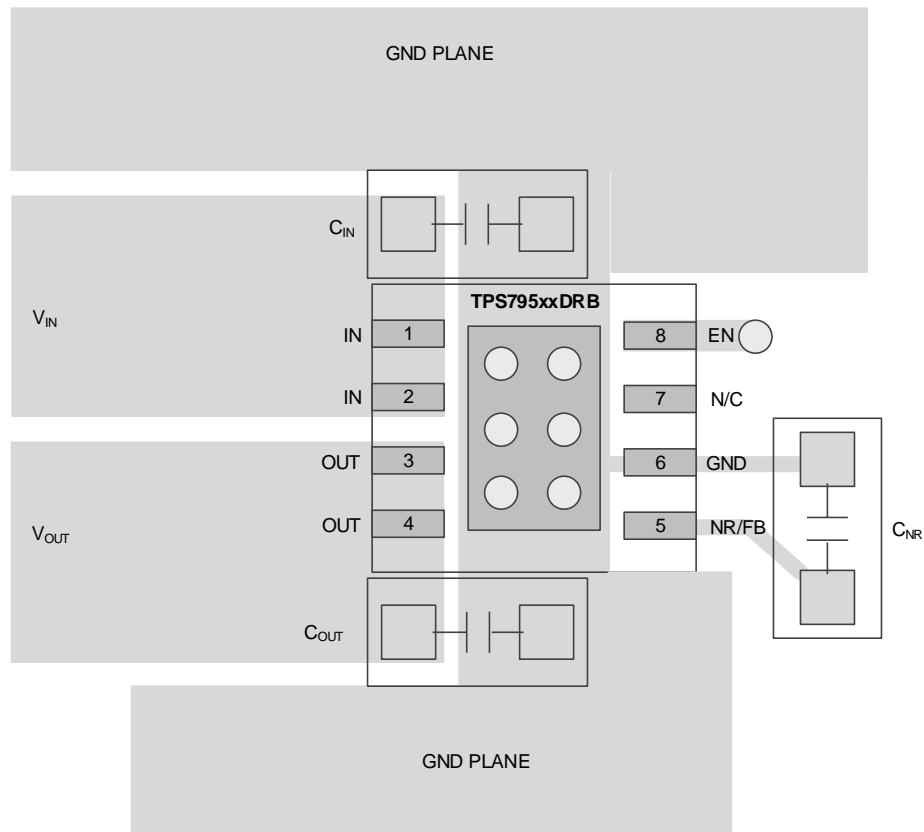 GND PLANE
CIN
TPS795xxDRB
VIN
IN 1 8 EN
IN 2 7 N/C
OUT 3 6 GND
VOUT
OUT 4 5 NR/FB
CNR
COUT
GND PLANE